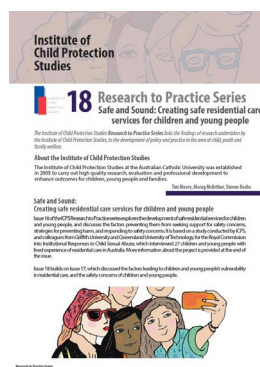 Institute of
Child Protection
Studies
Institute of
Child
Protection
Studies
18 Research to Practice Series
Safe and Sound: Creating safe residential care
services for children and young people
The Institute of Child Protection Studies Research to Practice Series lists the findings of research undertaken by
the Institute of Child Protection Studies, to the development of policy and practice in the area of child, youth and
family welfare.
About the Institute of Child Protection Studies
The Institute of Child Protection Studies at the Australian Catholic University was established
in 2005 to carry out high quality research, evaluation and professional development to
enhance outcomes for children, young people and families.
Tim Moore, Morag McArthur, Steven Roche
Safe and Sound:
Creating safe residential care services for children and young people
Issue 18 of the ICPS Research to Practice series explores the development of safe residential services for children
and young people, and discusses the factors preventing them from seeking support for safety concerns,
strategies for preventing harm, and responding to safety concerns. It is based on a study conducted by ICPS,
and colleagues from Griffith University and Queensland University of Technology, for the Royal Commission
into Institutional Responses to Child Sexual Abuse, which interviewed 27 children and young people with
lived experience of residential care in Australia. More information about the project is provided at the end of
the issue.
Issue 18 builds on Issue 17, which discussed the factors leading to children and young people's vulnerability
in residential care, and the safety concerns of children and young people.
Research to Practice Series